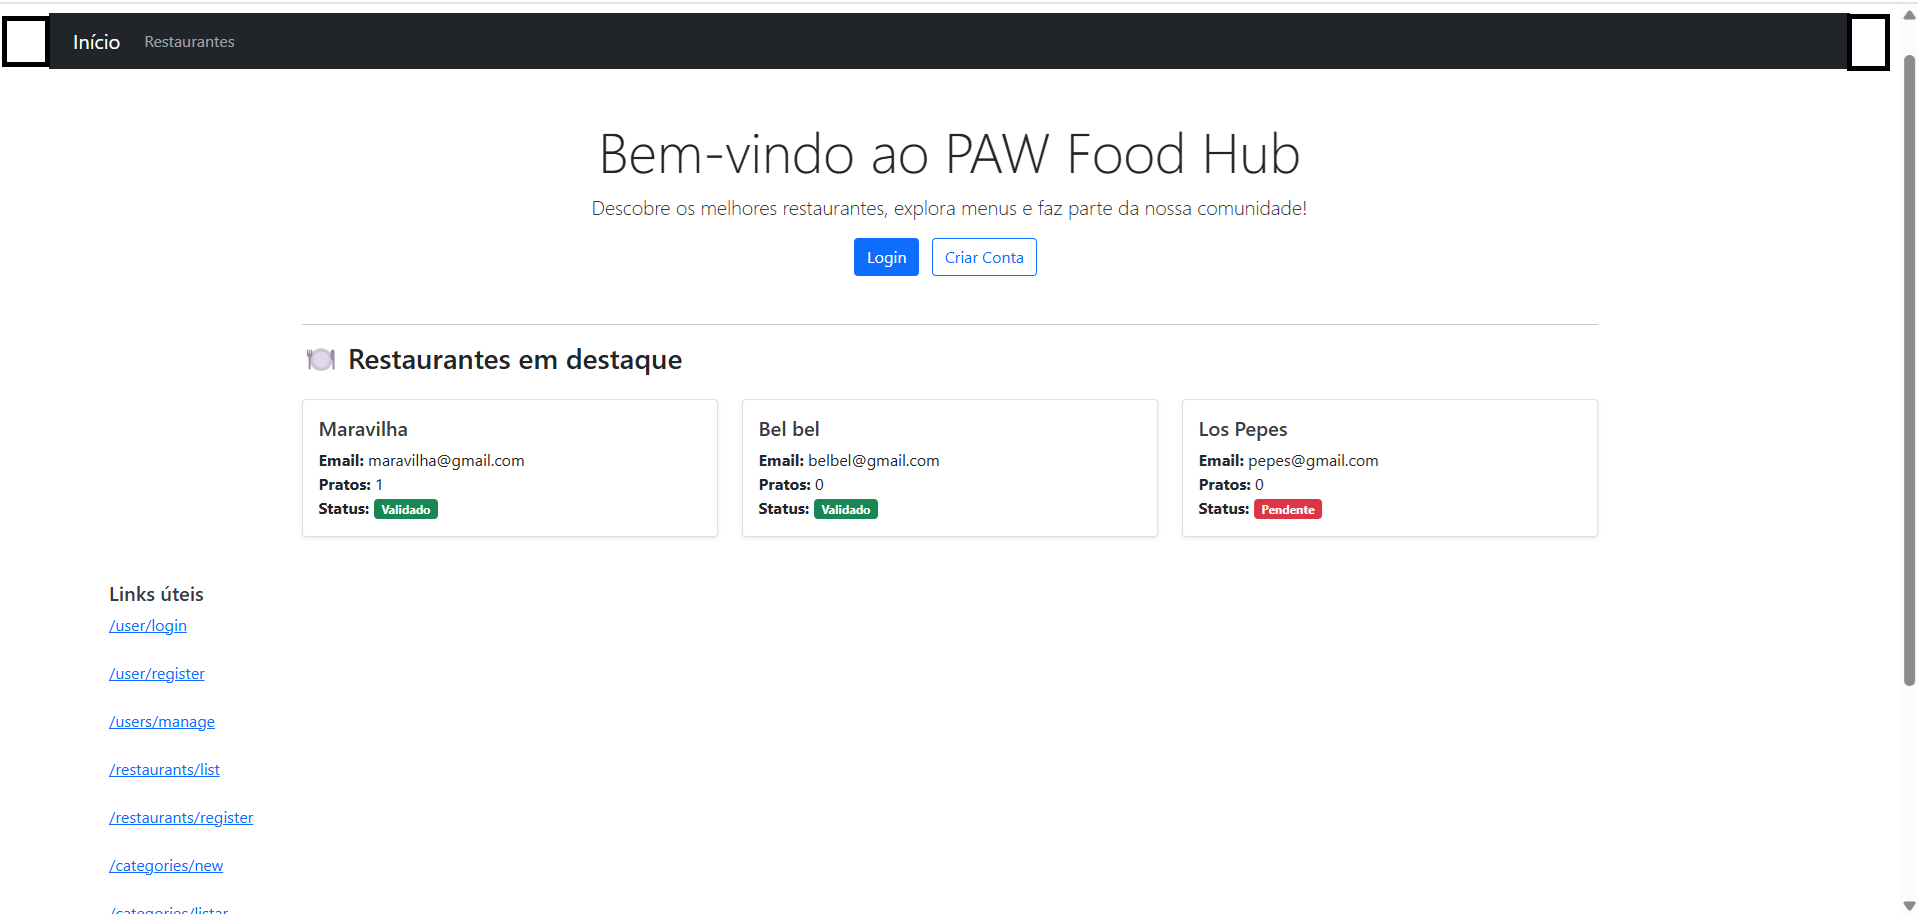 Início Restaurantes
Bem-vindo ao PAW Food Hub
Descobre os melhores restaurantes, explora menus e faz parte da nossa comunidade!
Login Criar Conta
Restaurantes em destaque
Maravilha
Email: maravilha@gmail.com
Pratos: 1
Status: Validado
Bel bel
Email: belbel@gmail.com
Pratos: 0
Status: Validado
Los Pepes
Email: pepes@gmail.com
Pratos: 0
Status: Pendente
Links úteis
/user/login
/user/register
/users/manage
/restaurants/list
/restaurants/register
/categories/new
/categories/listar